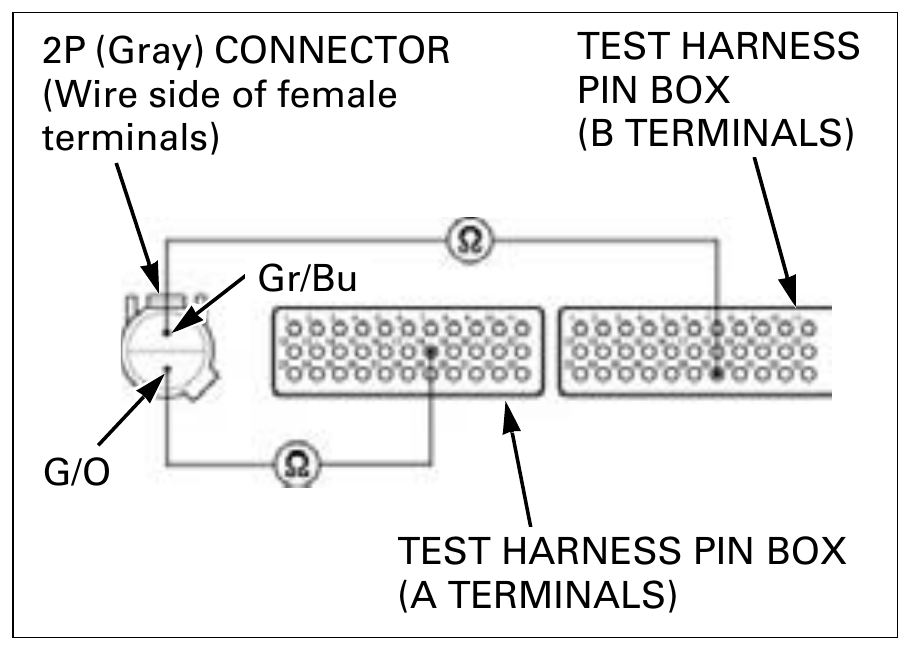 2P (Gray) CONNECTOR
(Wire side of female
terminals)
TEST HARNESS
PIN BOX
(B TERMINALS)
Ω
Gr/Bu
G/O
Ω
TEST HARNESS PIN BOX
(A TERMINALS)